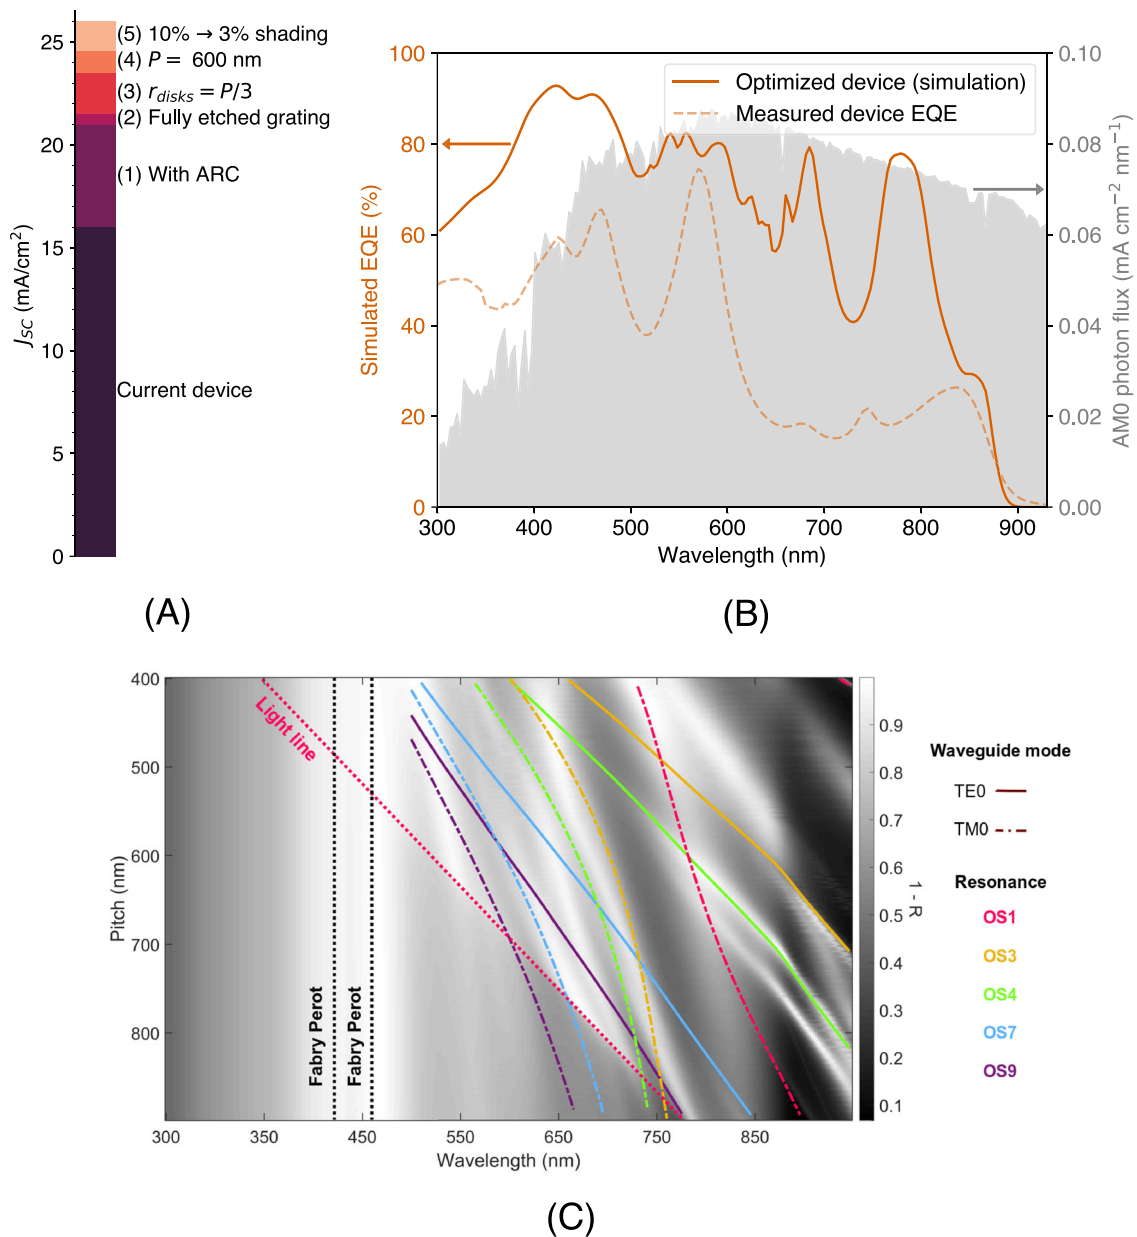 25
20
15
10
5
0
J_SC (mA/cm²)
(5) 10% → 3% shading
(4) P = 600 nm
(3) r_disks = P/3
(2) Fully etched grating
(1) With ARC
Current device
(A)
100
80
60
40
20
0
Simulated EQE (%)
Optimized device (simulation)
Measured device EQE
0.10
0.08
0.06
0.04
0.02
0.00
AM0 photon flux (mA cm⁻² nm⁻¹)
300 400 500 600 700 800 900
Wavelength (nm)
(B)
400
500
600
700
800
Pitch (nm)
Light line
Fabry Perot
Fabry Perot
300 350 450 550 650 750 850
Wavelength (nm)
0.9
0.8
0.7
0.6
0.5
0.4
0.3
0.2
0.1
1 - R
Waveguide mode
TE0
TM0
Resonance
OS1
OS3
OS4
OS7
OS9
(C)